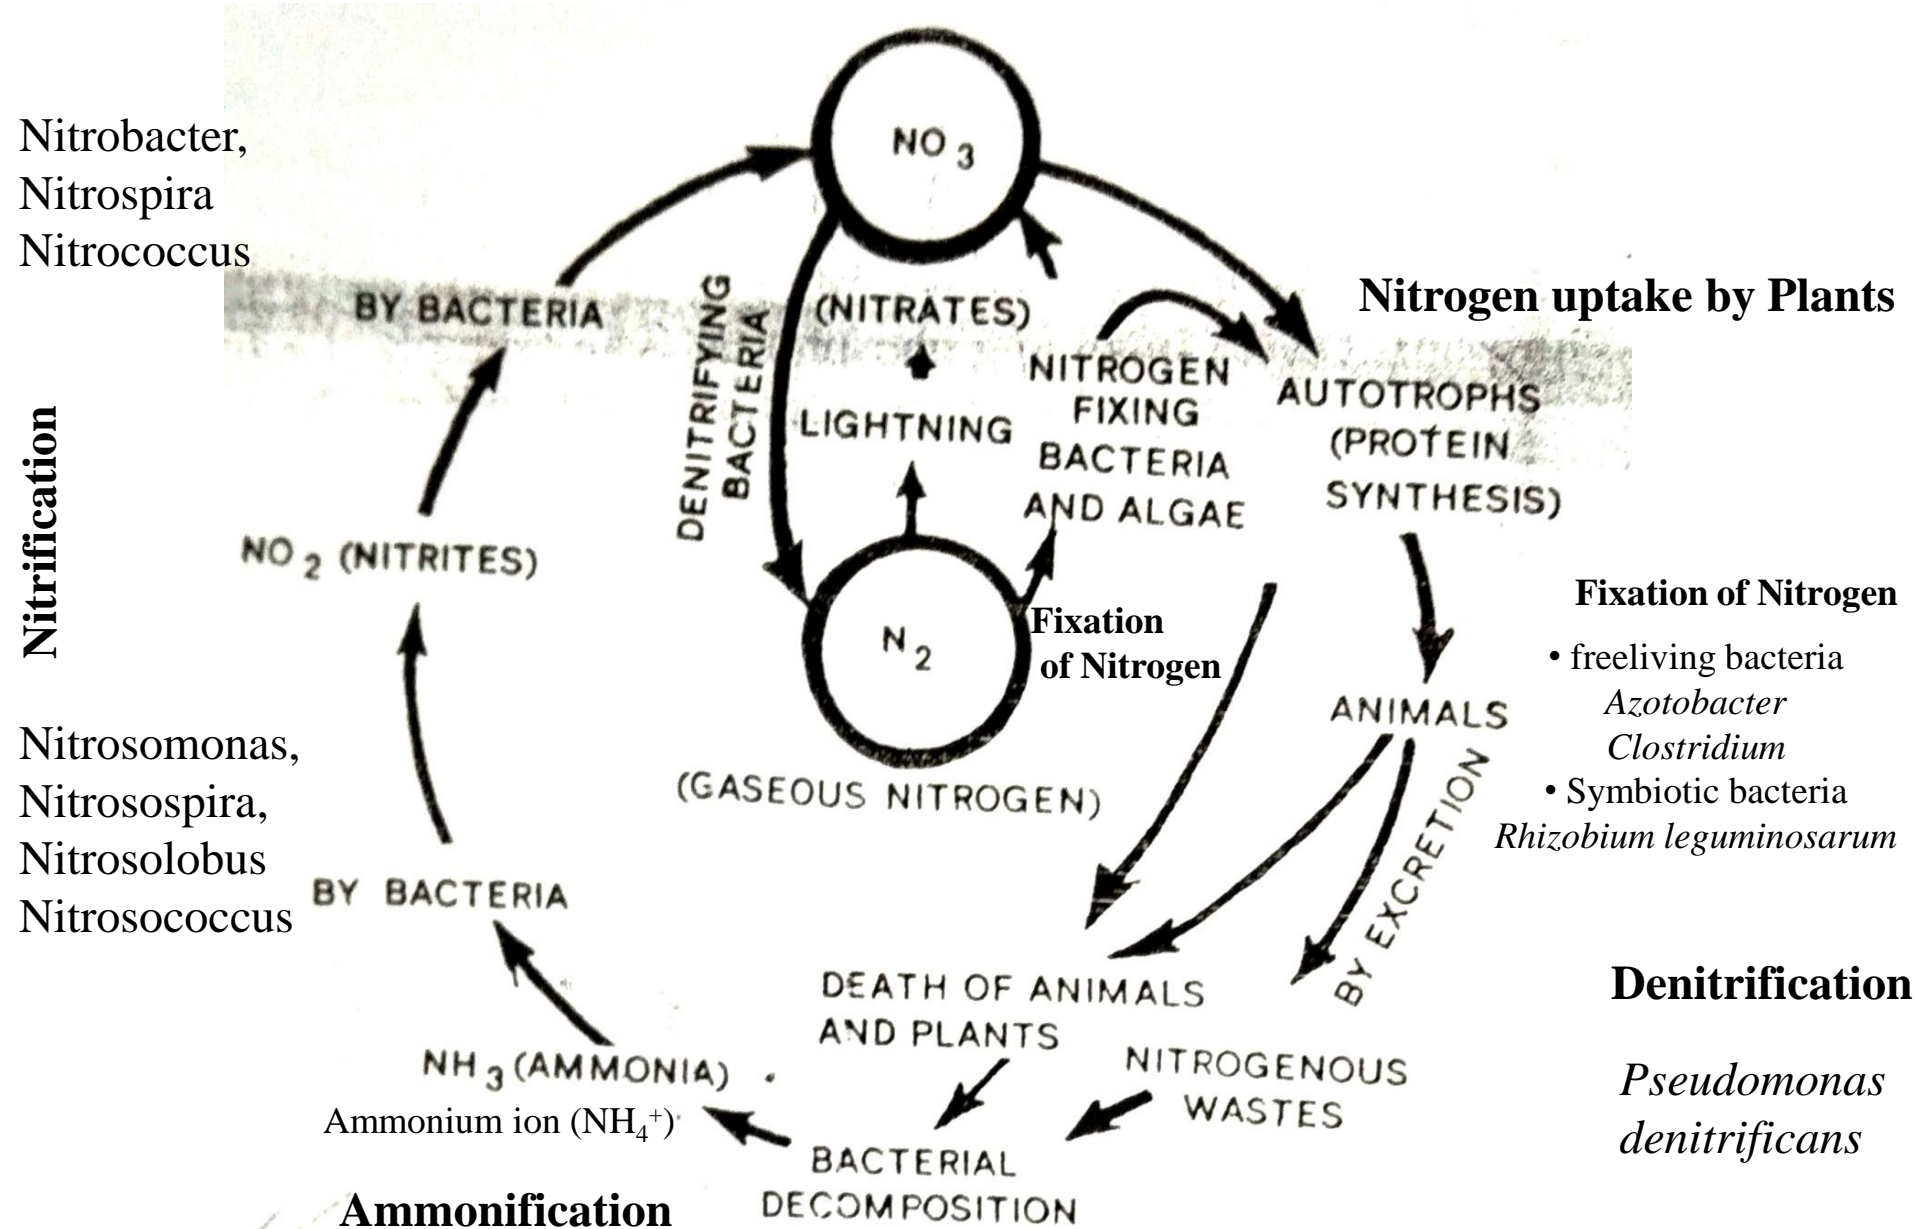 NO₃
Nitrobacter,
Nitrospira
Nitrococcus
BY BACTERIA
DENITRIFYING
BACTERIA
(NITRATES)
LIGHTNING
NITROGEN
FIXING
BACTERIA
AND ALGAE
Nitrogen uptake by Plants
AUTOTROPHS
(PROTEIN
SYNTHESIS)
Nitrification
NO₂ (NITRITES)
N₂
Fixation
of Nitrogen
(GASEOUS NITROGEN)
Fixation of Nitrogen
• freeliving bacteria
Azotobacter
Clostridium
• Symbiotic bacteria
Rhizobium leguminosarum
ANIMALS
BY EXCRETION
Nitrosomonas,
Nitrosospira,
Nitrosolobus
Nitrosococcus
BY BACTERIA
DEATH OF ANIMALS
AND PLANTS
NITROGENOUS
WASTES
Denitrification
Pseudomonas
denitrificans
NH₃ (AMMONIA)
Ammonium ion (NH₄⁺)
BACTERIAL
DECOMPOSITION
Ammonification